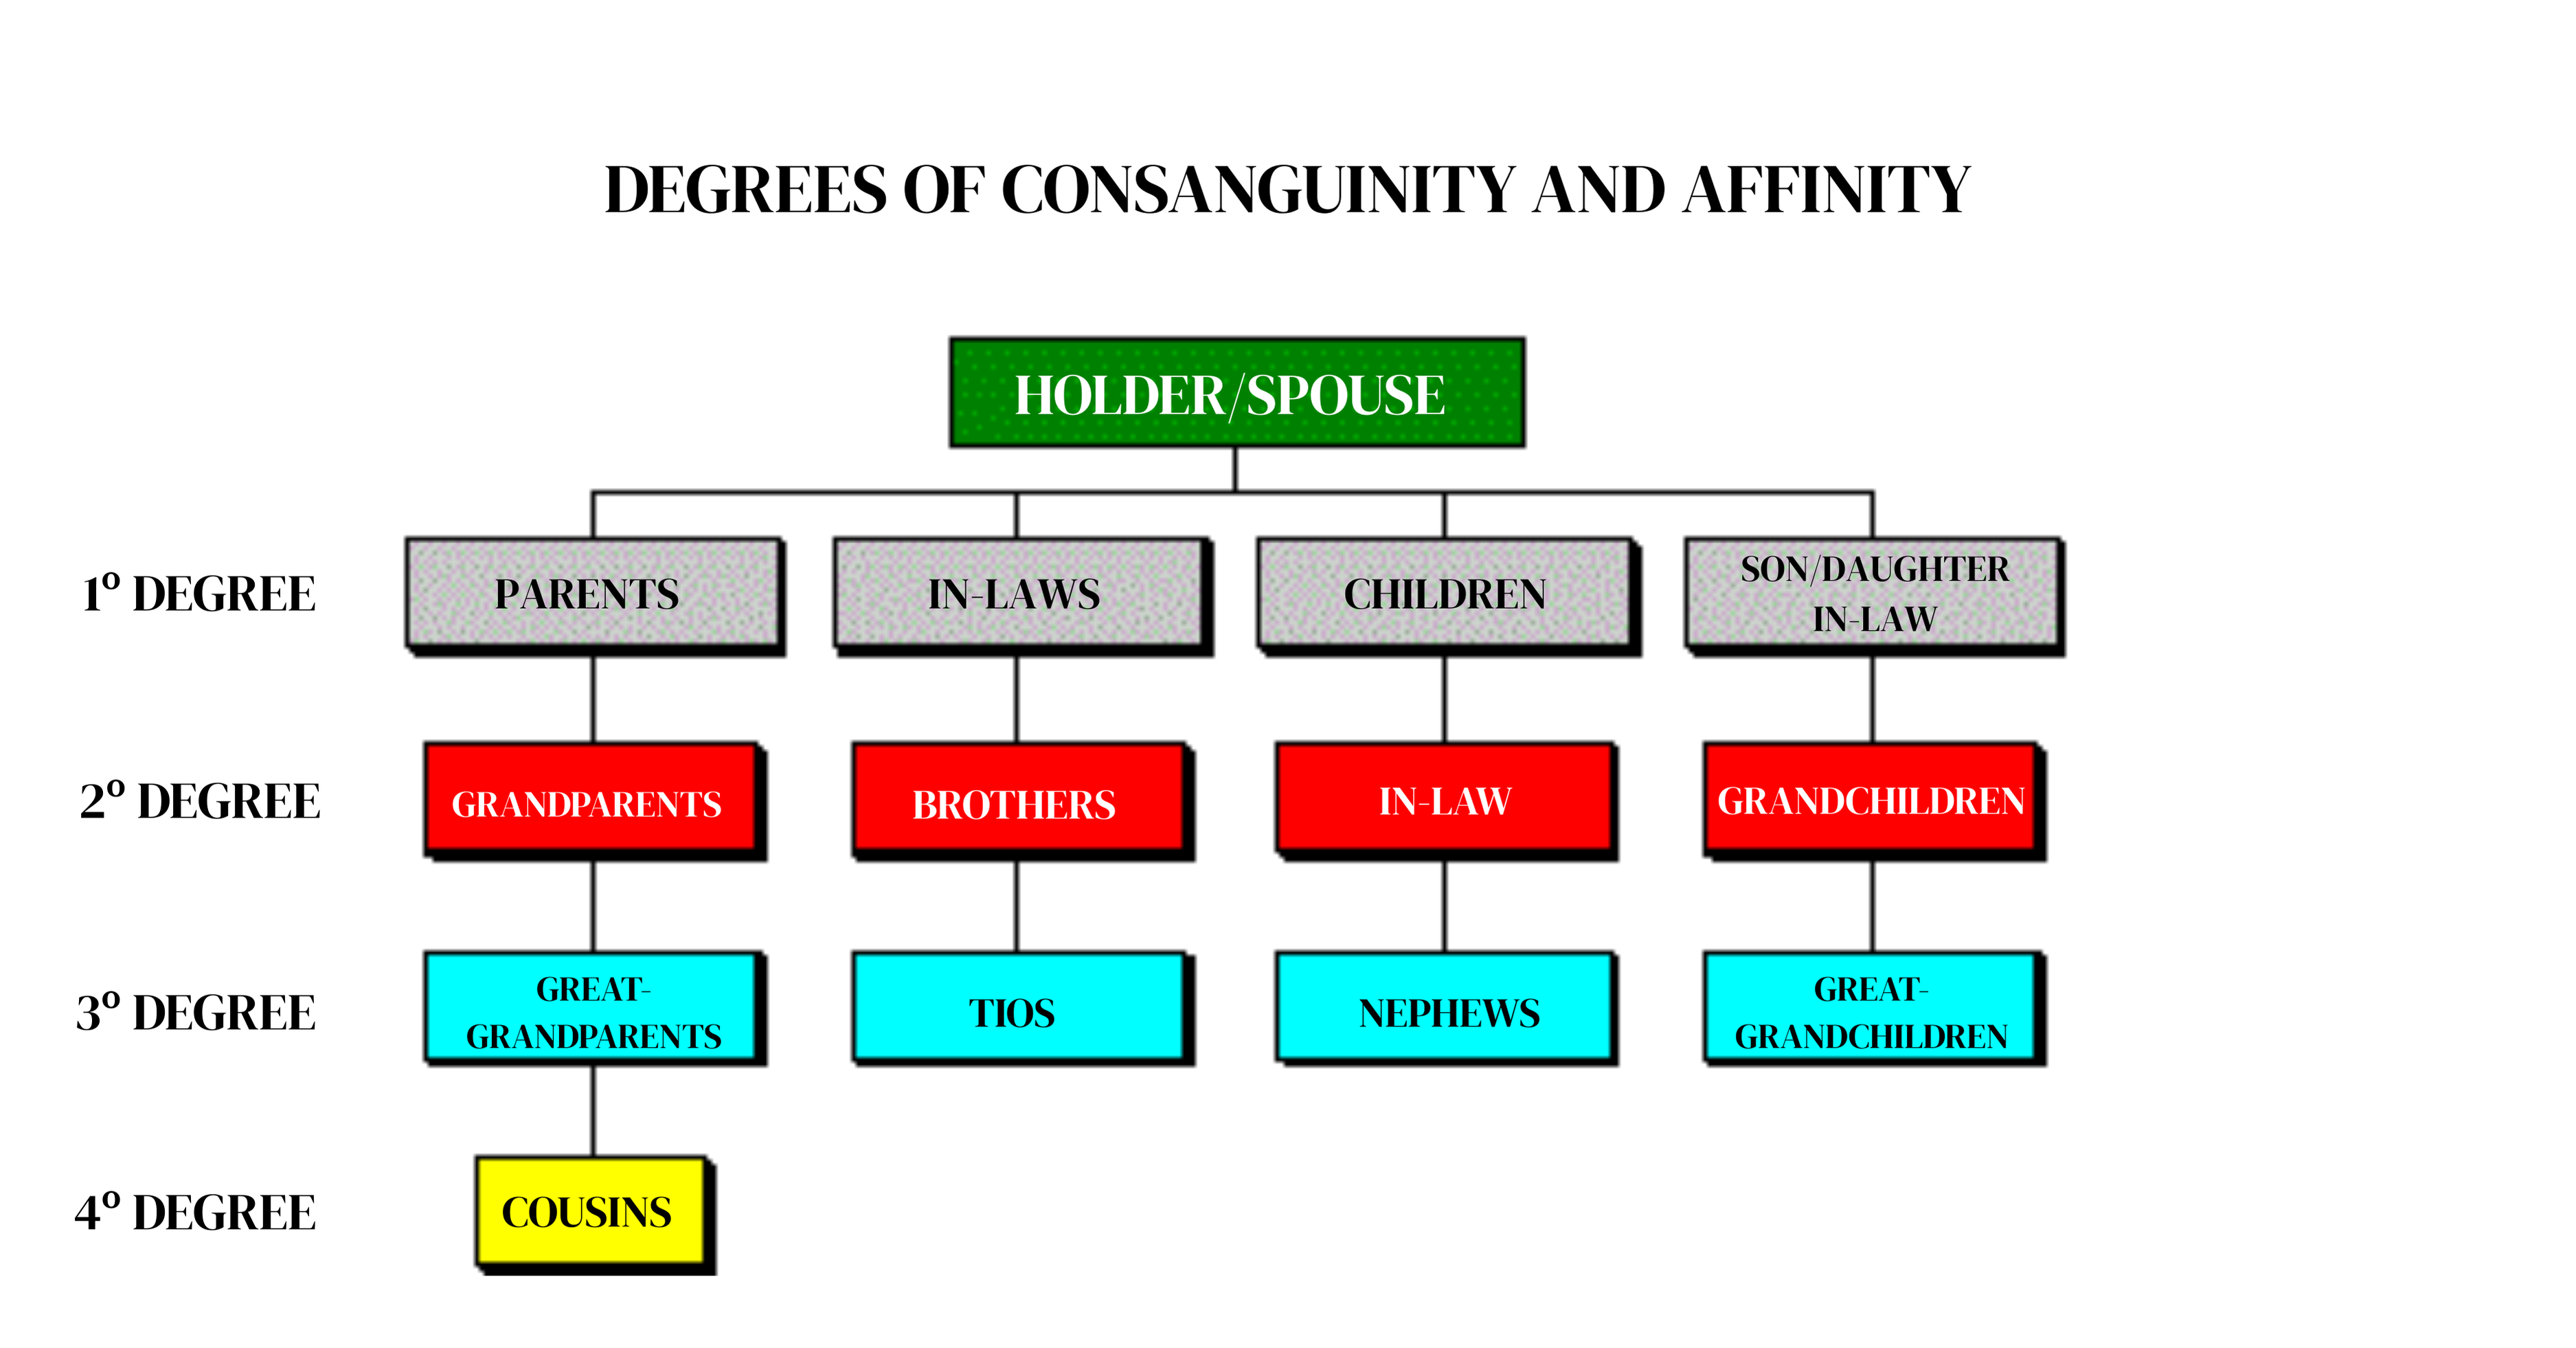 DEGREES OF CONSANGUINITY AND AFFINITY
HOLDER/SPOUSE
1º DEGREE
PARENTS
IN-LAWS
CHILDREN
SON/DAUGHTER
IN-LAW
2º DEGREE
GRANDPARENTS
BROTHERS
IN-LAW
GRANDCHILDREN
3º DEGREE
GREAT-
GRANDPARENTS
TIOS
NEPHEWS
GREAT-
GRANDCHILDREN
4º DEGREE
COUSINS